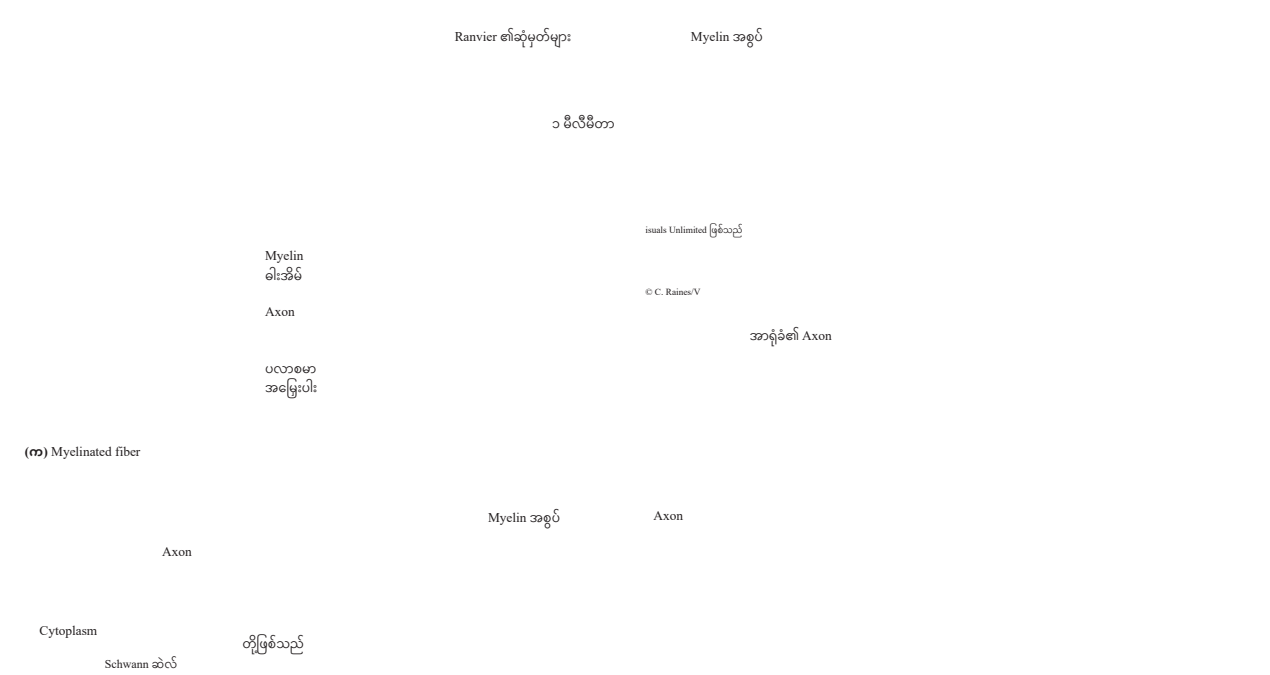 Ranvier ၏ဆုံမှတ်များ
Myelin အစွပ်
၁ မီလီမီတာ
isuals Unlimited ဖြစ်သည်
Myelin
ဓါးအိမ်
© C. Raines/V
Axon
အာရုံခံ၏ Axon
ပလာစမာ
အမြှေးပါး
(က) Myelinated fiber
Myelin အစွပ်
Axon
Axon
Cytoplasm
တို့ဖြစ်သည်
Schwann ဆဲလ်